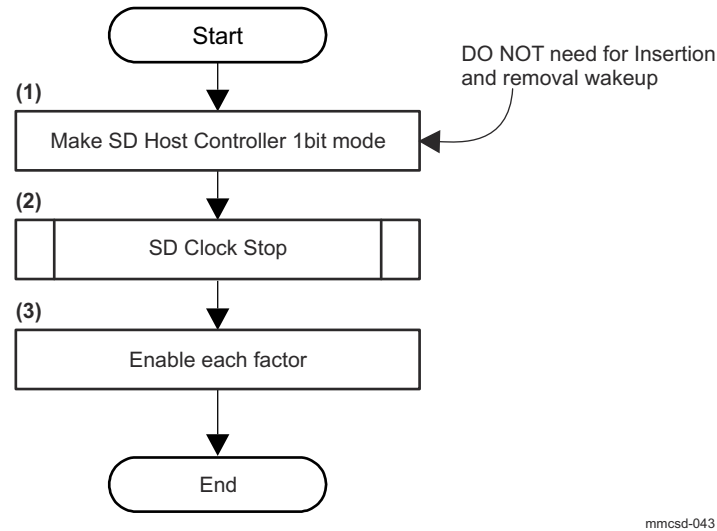 Start
DO NOT need for Insertion
and removal wakeup
(1)
Make SD Host Controller 1bit mode
(2)
SD Clock Stop
(3)
Enable each factor
End
mmcsd-043